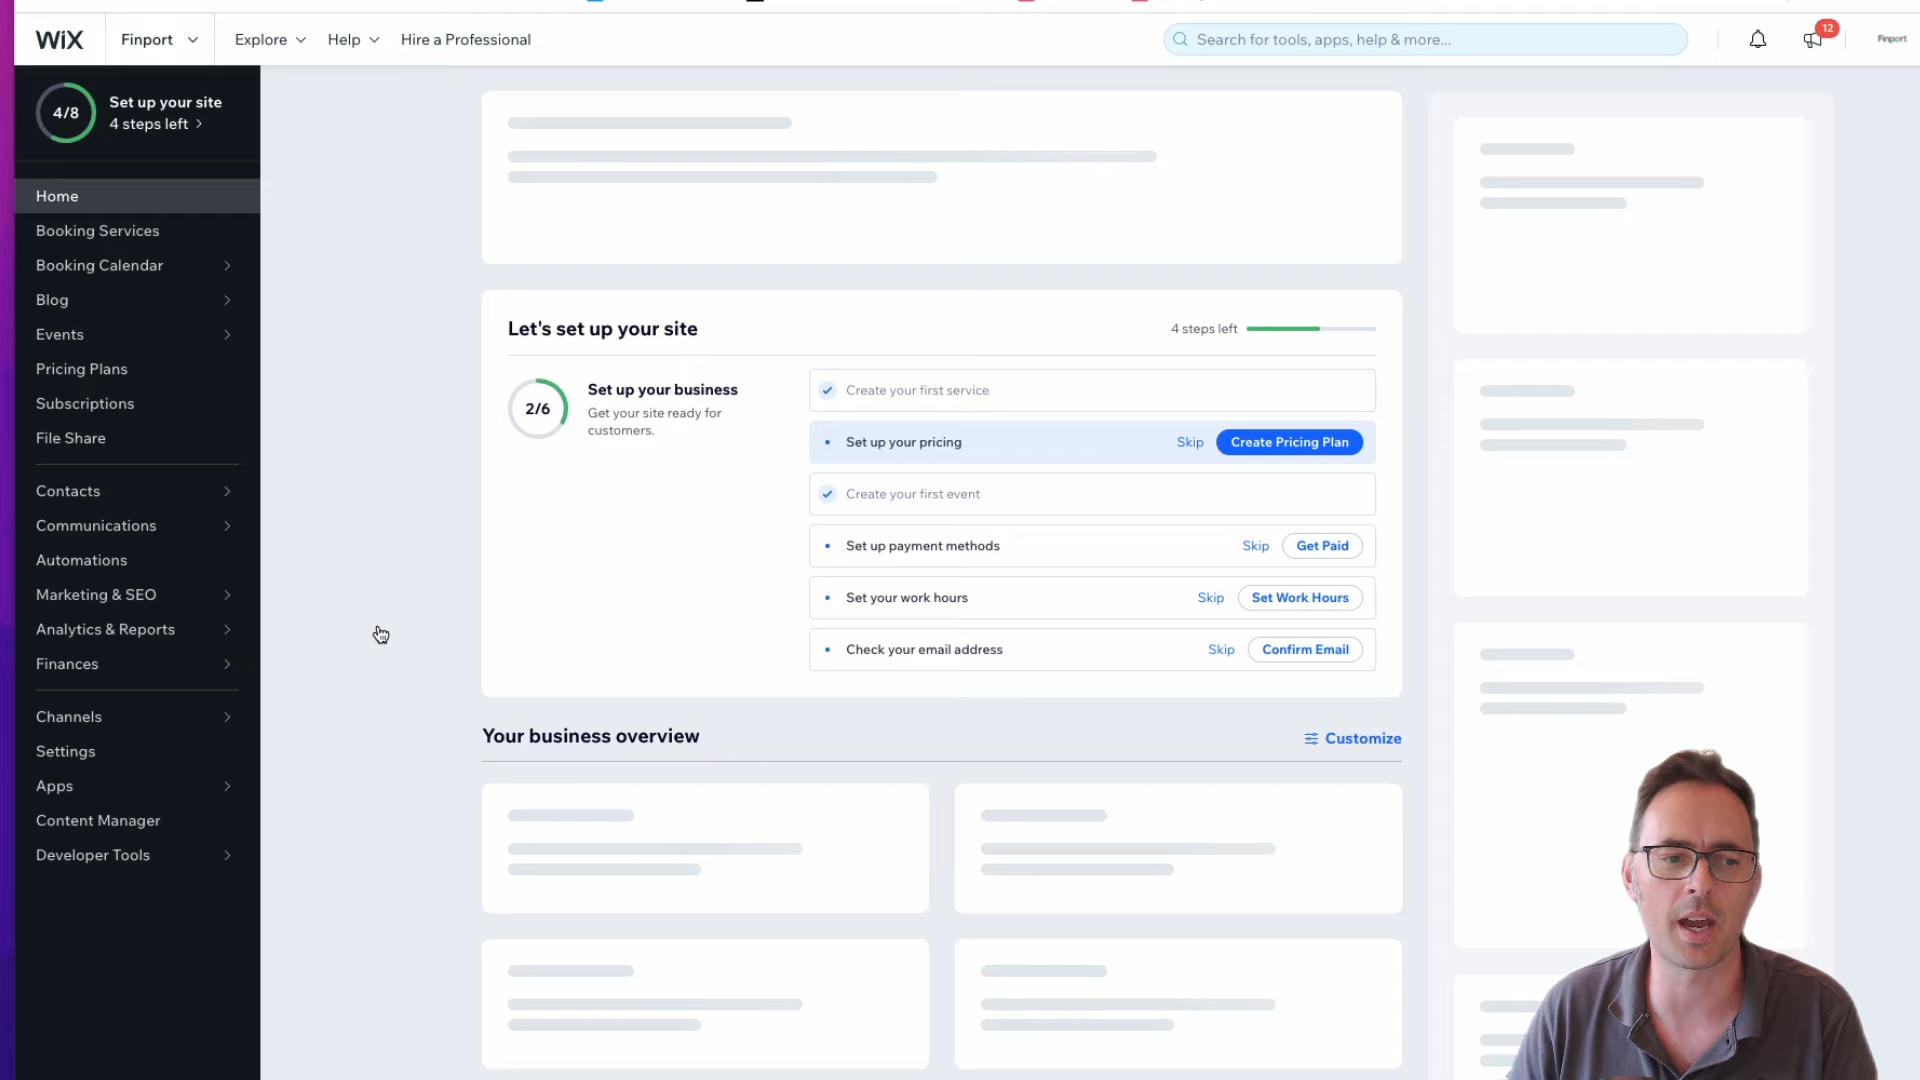 WiX
Finport
Explore
Help
Hire a Professional
Search for tools, apps, help & more...
12
Finport
4/8
Set up your site
4 steps left
Home
Booking Services
Booking Calendar
Blog
Events
Pricing Plans
Subscriptions
File Share
Contacts
Communications
Automations
Marketing & SEO
Analytics & Reports
Finances
Channels
Settings
Apps
Content Manager
Developer Tools
Let's set up your site
4 steps left
2/6
Set up your business
Get your site ready for
customers.
Create your first service
Set up your pricing
Skip
Create Pricing Plan
Create your first event
Set up payment methods
Skip
Get Paid
Set your work hours
Skip
Set Work Hours
Check your email address
Skip
Confirm Email
Your business overview
Customize